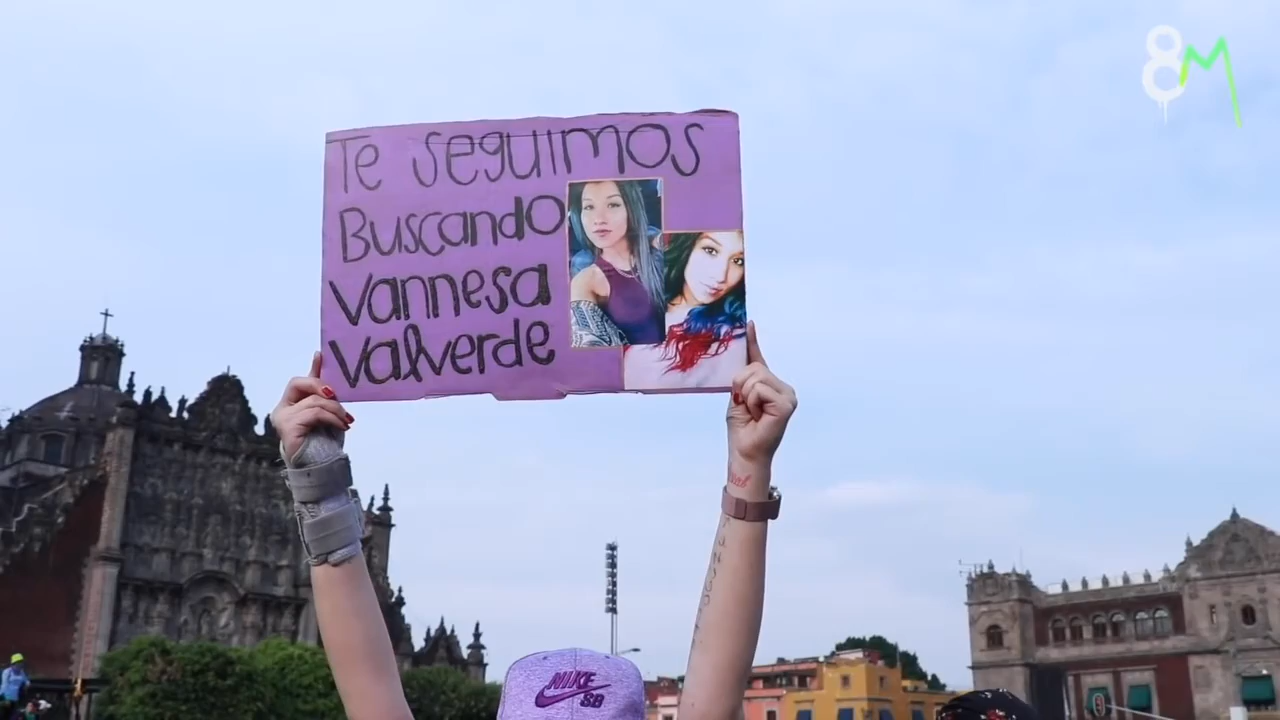 8M
Te seguimos
Buscando
Vannesa
Valverde
NIKE
SB